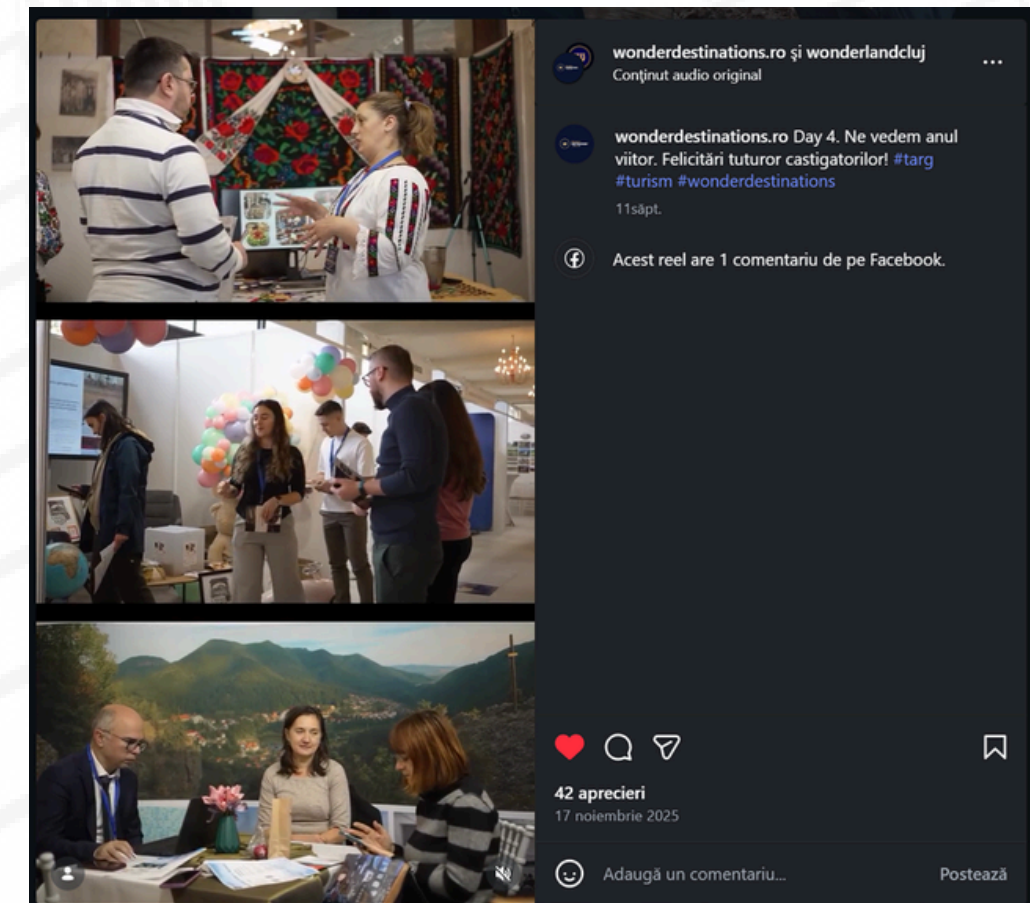 wonderdestinations.ro și wonderlandcluj
Conținut audio original
wonderdestinations.ro Day 4. Ne vedem anul
viitor. Felicitări tuturor castigatorilor! #targ
#turism #wonderdestinations
11săpt.
Acest reel are 1 comentariu de pe Facebook.
42 aprecieri
17 noiembrie 2025
Adaugă un comentariu...
Postează